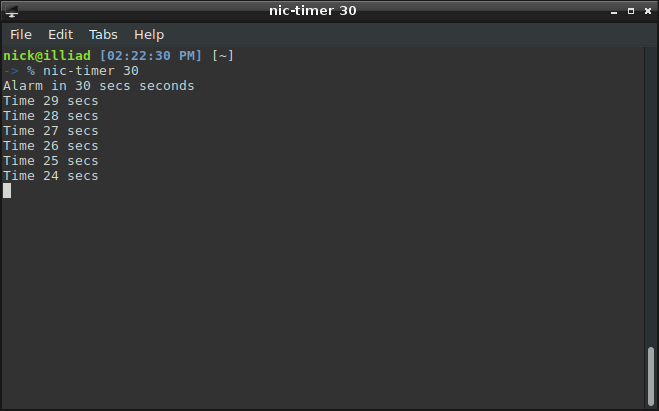 nic-timer 30
File Edit Tabs Help
nick@illiad [02:22:30 PM] [~]
-> % nic-timer 30
Alarm in 30 secs seconds
Time 29 secs
Time 28 secs
Time 27 secs
Time 26 secs
Time 25 secs
Time 24 secs